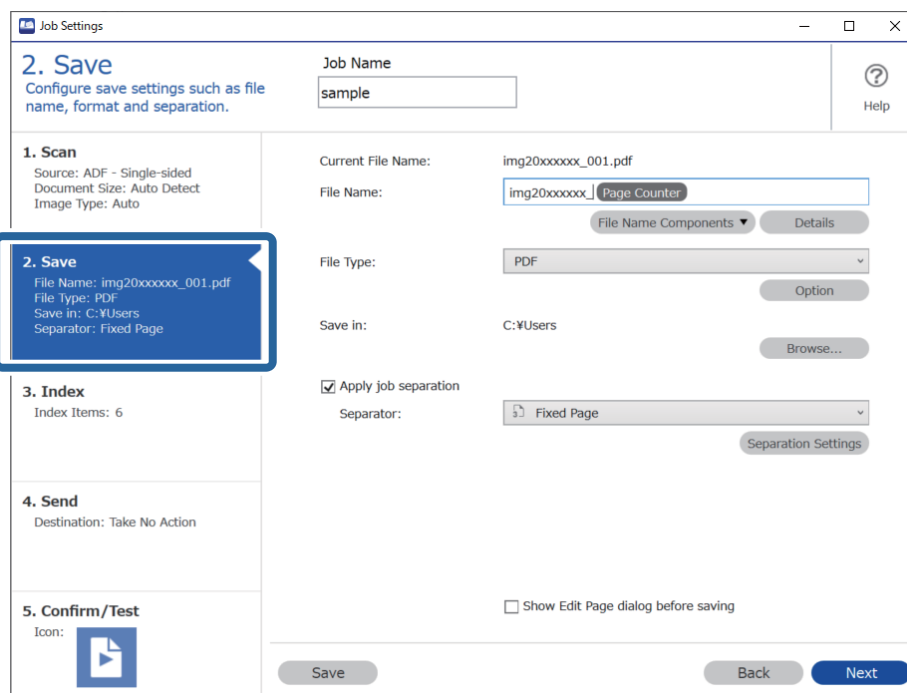 Job Settings
2. Save
Configure save settings such as file
name, format and separation.
Job Name
sample
Help
1. Scan
Source: ADF - Single-sided
Document Size: Auto Detect
Image Type: Auto
2. Save
File Name: img20xxxxxx_001.pdf
File Type: PDF
Save in: C:¥Users
Separator: Fixed Page
3. Index
Index Items: 6
4. Send
Destination: Take No Action
5. Confirm/Test
Icon:
Current File Name: img20xxxxxx_001.pdf
File Name: img20xxxxxx_ Page Counter
File Name Components ▼ Details
File Type: PDF
Option
Save in: C:¥Users
Browse...
Apply job separation
Separator: Fixed Page
Separation Settings
Show Edit Page dialog before saving
Save Back Next